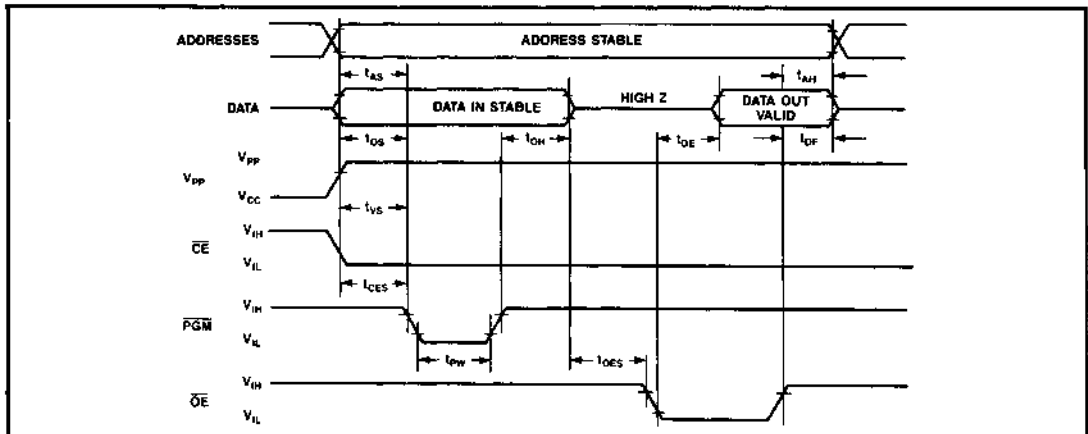 ADDRESSES
ADDRESS STABLE
tAS
tAH
DATA
DATA IN STABLE
HIGH Z
DATA OUT VALID
tDS
tDH
tOE
tDF
VPP
VPP
VCC
tVS
CE
VIH
VIL
tCES
PGM
VIH
VIL
tPW
tOES
OE
VIH
VIL